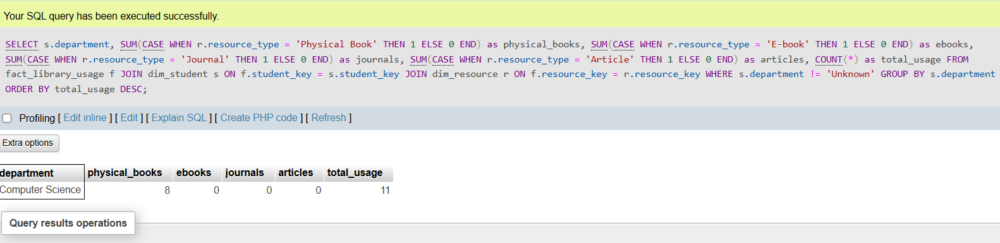 Your SQL query has been executed successfully.
SELECT s.department, SUM(CASE WHEN r.resource_type = 'Physical Book' THEN 1 ELSE 0 END) as physical_books, SUM(CASE WHEN r.resource_type = 'E-book' THEN 1 ELSE 0 END) as ebooks,
SUM(CASE WHEN r.resource_type = 'Journal' THEN 1 ELSE 0 END) as journals, SUM(CASE WHEN r.resource_type = 'Article' THEN 1 ELSE 0 END) as articles, COUNT(*) as total_usage FROM
fact_library_usage f JOIN dim_student s ON f.student_key = s.student_key JOIN dim_resource r ON f.resource_key = r.resource_key WHERE s.department != 'Unknown' GROUP BY s.department
ORDER BY total_usage DESC;
Profiling [ Edit inline ] [ Edit ] [ Explain SQL ] [ Create PHP code ] [ Refresh ]
Extra options
department physical_books ebooks journals articles total_usage
Computer Science 8 0 0 0 11
Query results operations